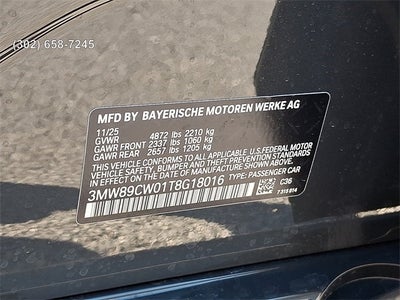 (302) 658-7245
MFD BY BAYERISCHE MOTOREN WERKE AG
11/25 4872 lbs 2210 kg
GVWR
GAWR FRONT 2337 lbs 1060 kg
GAWR REAR 2657 lbs 1205 kg
THIS VEHICLE CONFORMS TO ALL APPLICABLE U.S. FEDERAL MOTOR
VEHICLE SAFETY, BUMPER, AND THEFT PREVENTION STANDARDS
IN EFFECT ON THE DATE OF MANUFACTURE SHOWN ABOVE.
3MW89CW01T8G18016 TYPE: PASSENGER CAR
C36